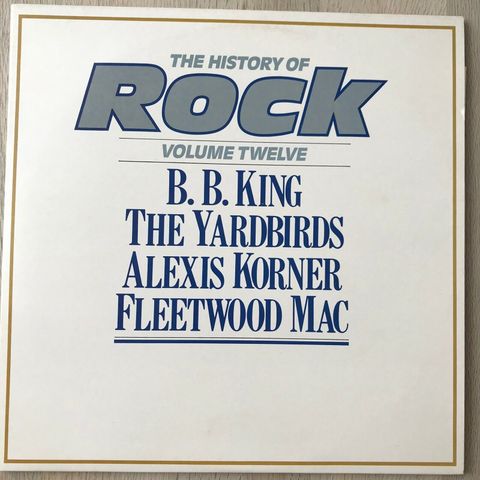 THE HISTORY OF
ROCK
VOLUME TWELVE
B. B. KING
THE YARDBIRDS
ALEXIS KORNER
FLEETWOOD MAC